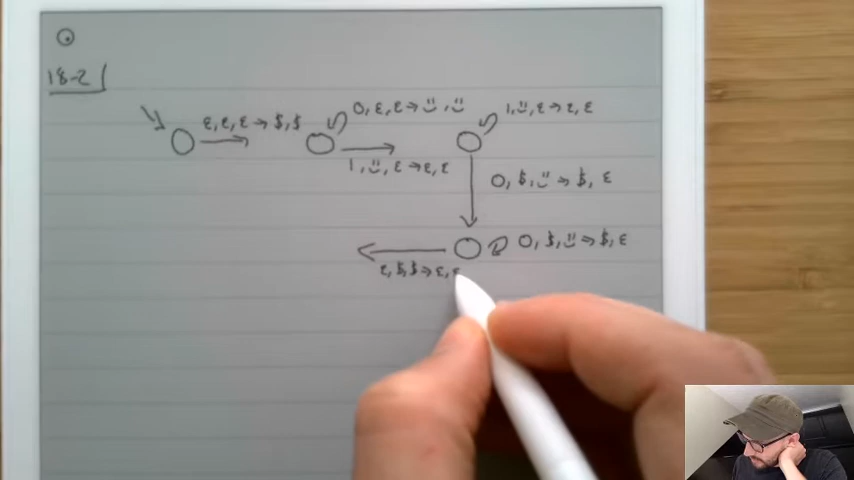 18-2
ε, ε, ε → $, $
0, ε, ε → ☺, ☺
1, ☺, ε → ε, ε
1, ☺, ε → ε, ε
0, $, ☺ → $, ε
0, $, ☺ → $, ε
ε, $, $ → ε, ε